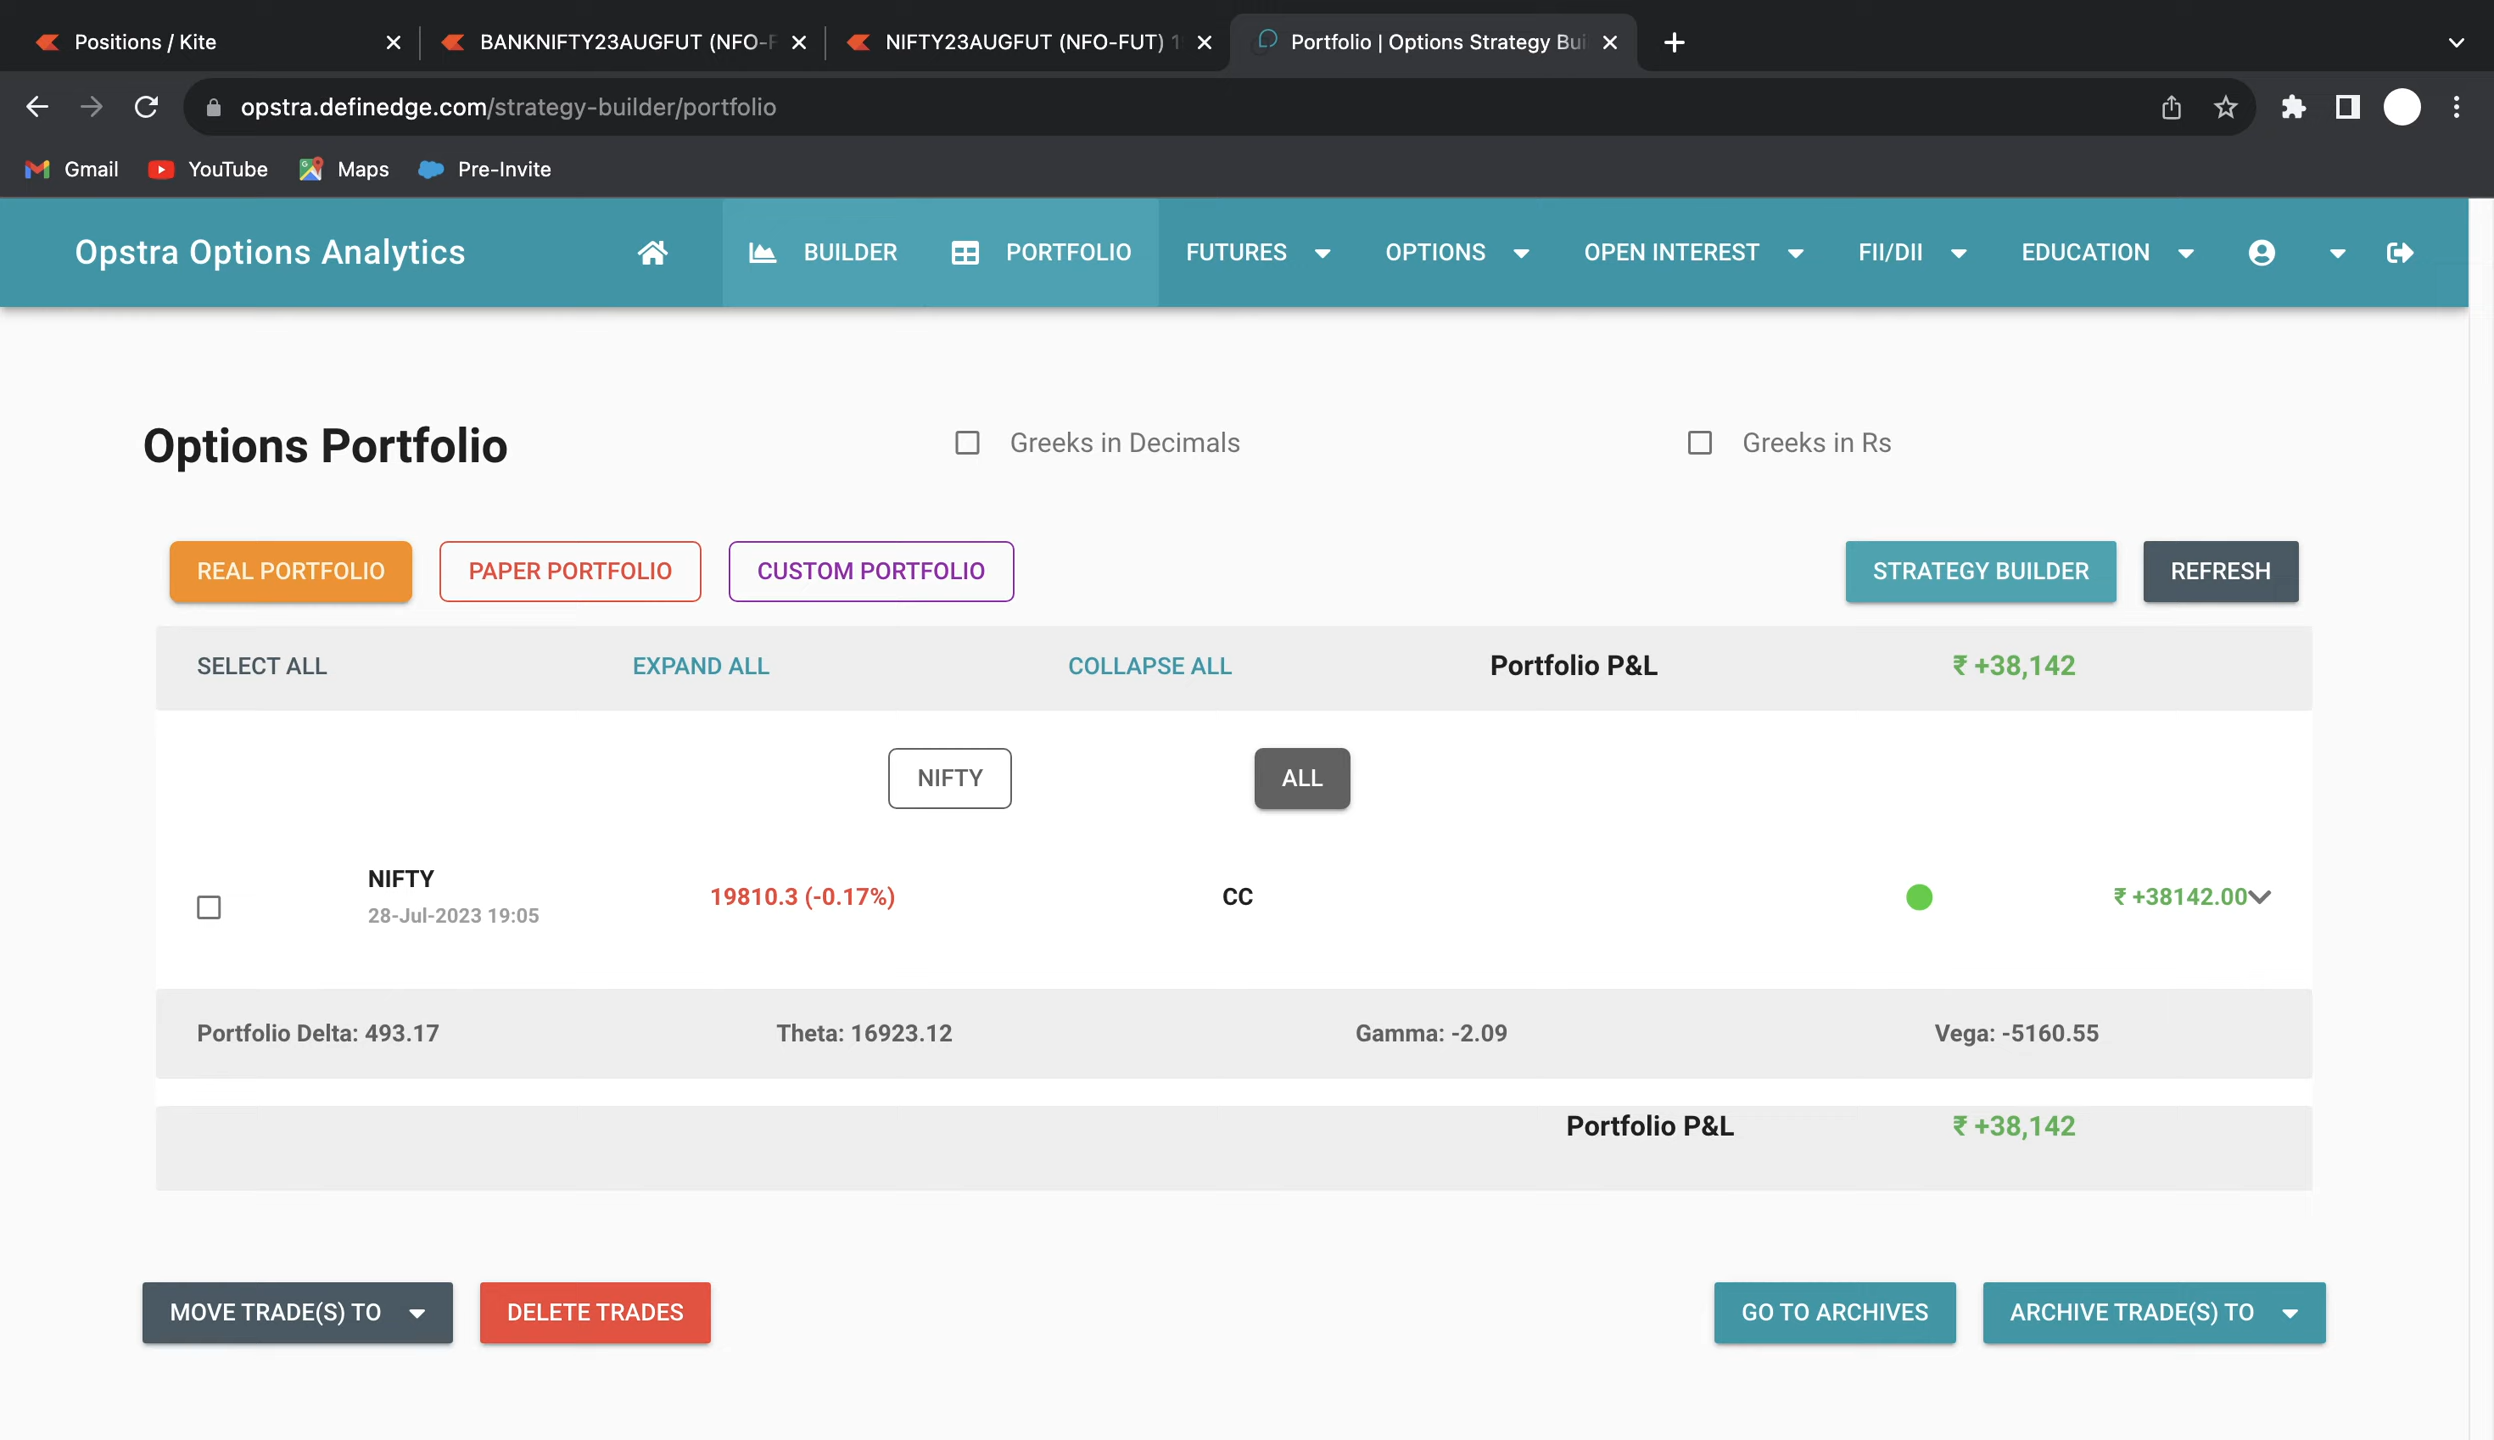 Positions / Kite
BANKNIFTY23AUGFUT (NFO-F
NIFTY23AUGFUT (NFO-FUT) 1
Portfolio | Options Strategy Bui
opstra.definedge.com/strategy-builder/portfolio
Gmail
YouTube
Maps
Pre-Invite
Opstra Options Analytics
BUILDER
PORTFOLIO
FUTURES
OPTIONS
OPEN INTEREST
FII/DII
EDUCATION
Options Portfolio
Greeks in Decimals
Greeks in Rs
REAL PORTFOLIO
PAPER PORTFOLIO
CUSTOM PORTFOLIO
STRATEGY BUILDER
REFRESH
SELECT ALL
EXPAND ALL
COLLAPSE ALL
Portfolio P&L
₹ +38,142
NIFTY
ALL
NIFTY
28-Jul-2023 19:05
19810.3 (-0.17%)
CC
₹ +38142.00
Portfolio Delta: 493.17
Theta: 16923.12
Gamma: -2.09
Vega: -5160.55
Portfolio P&L
₹ +38,142
MOVE TRADE(S) TO
DELETE TRADES
GO TO ARCHIVES
ARCHIVE TRADE(S) TO